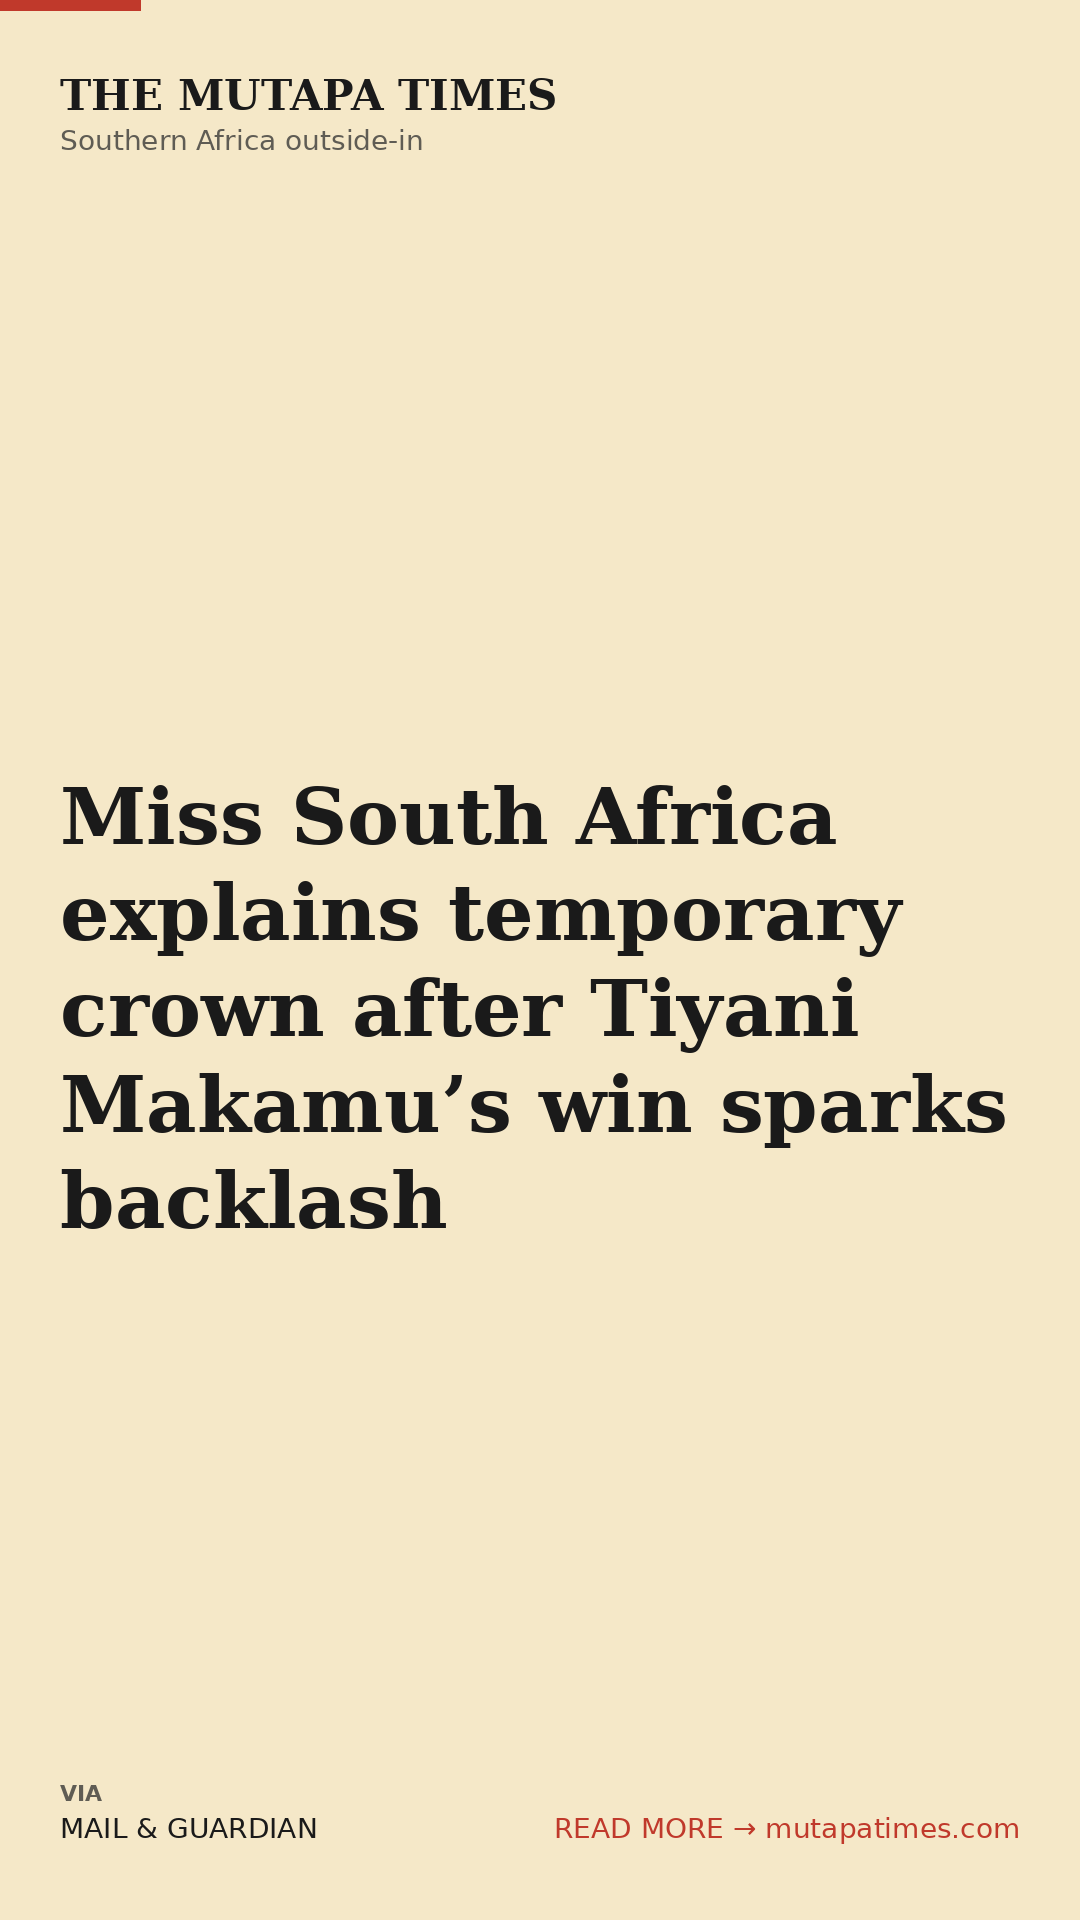 THE MUTAPA TIMES
Southern Africa outside-in
Miss South Africa
explains temporary
crown after Tiyani
Makamu’s win sparks
backlash
VIA
MAIL & GUARDIAN
READ MORE → mutapatimes.com